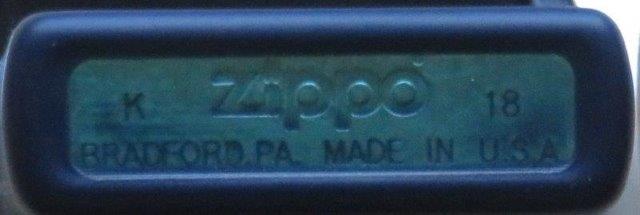 K Zippo 18
BRADFORD, PA. MADE IN U.S.A